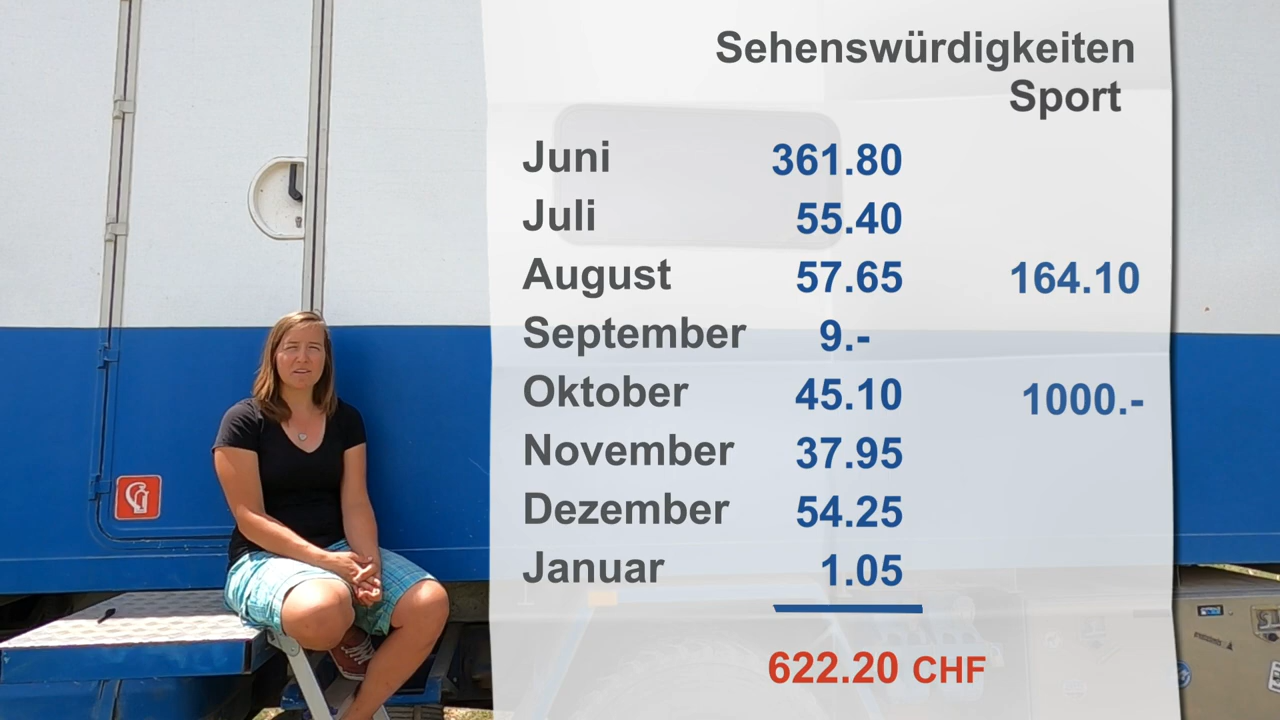 Sehenswürdigkeiten
Sport
Juni 361.80
Juli 55.40
August 57.65 164.10
September 9.-
Oktober 45.10 1000.-
November 37.95
Dezember 54.25
Januar 1.05
622.20 CHF